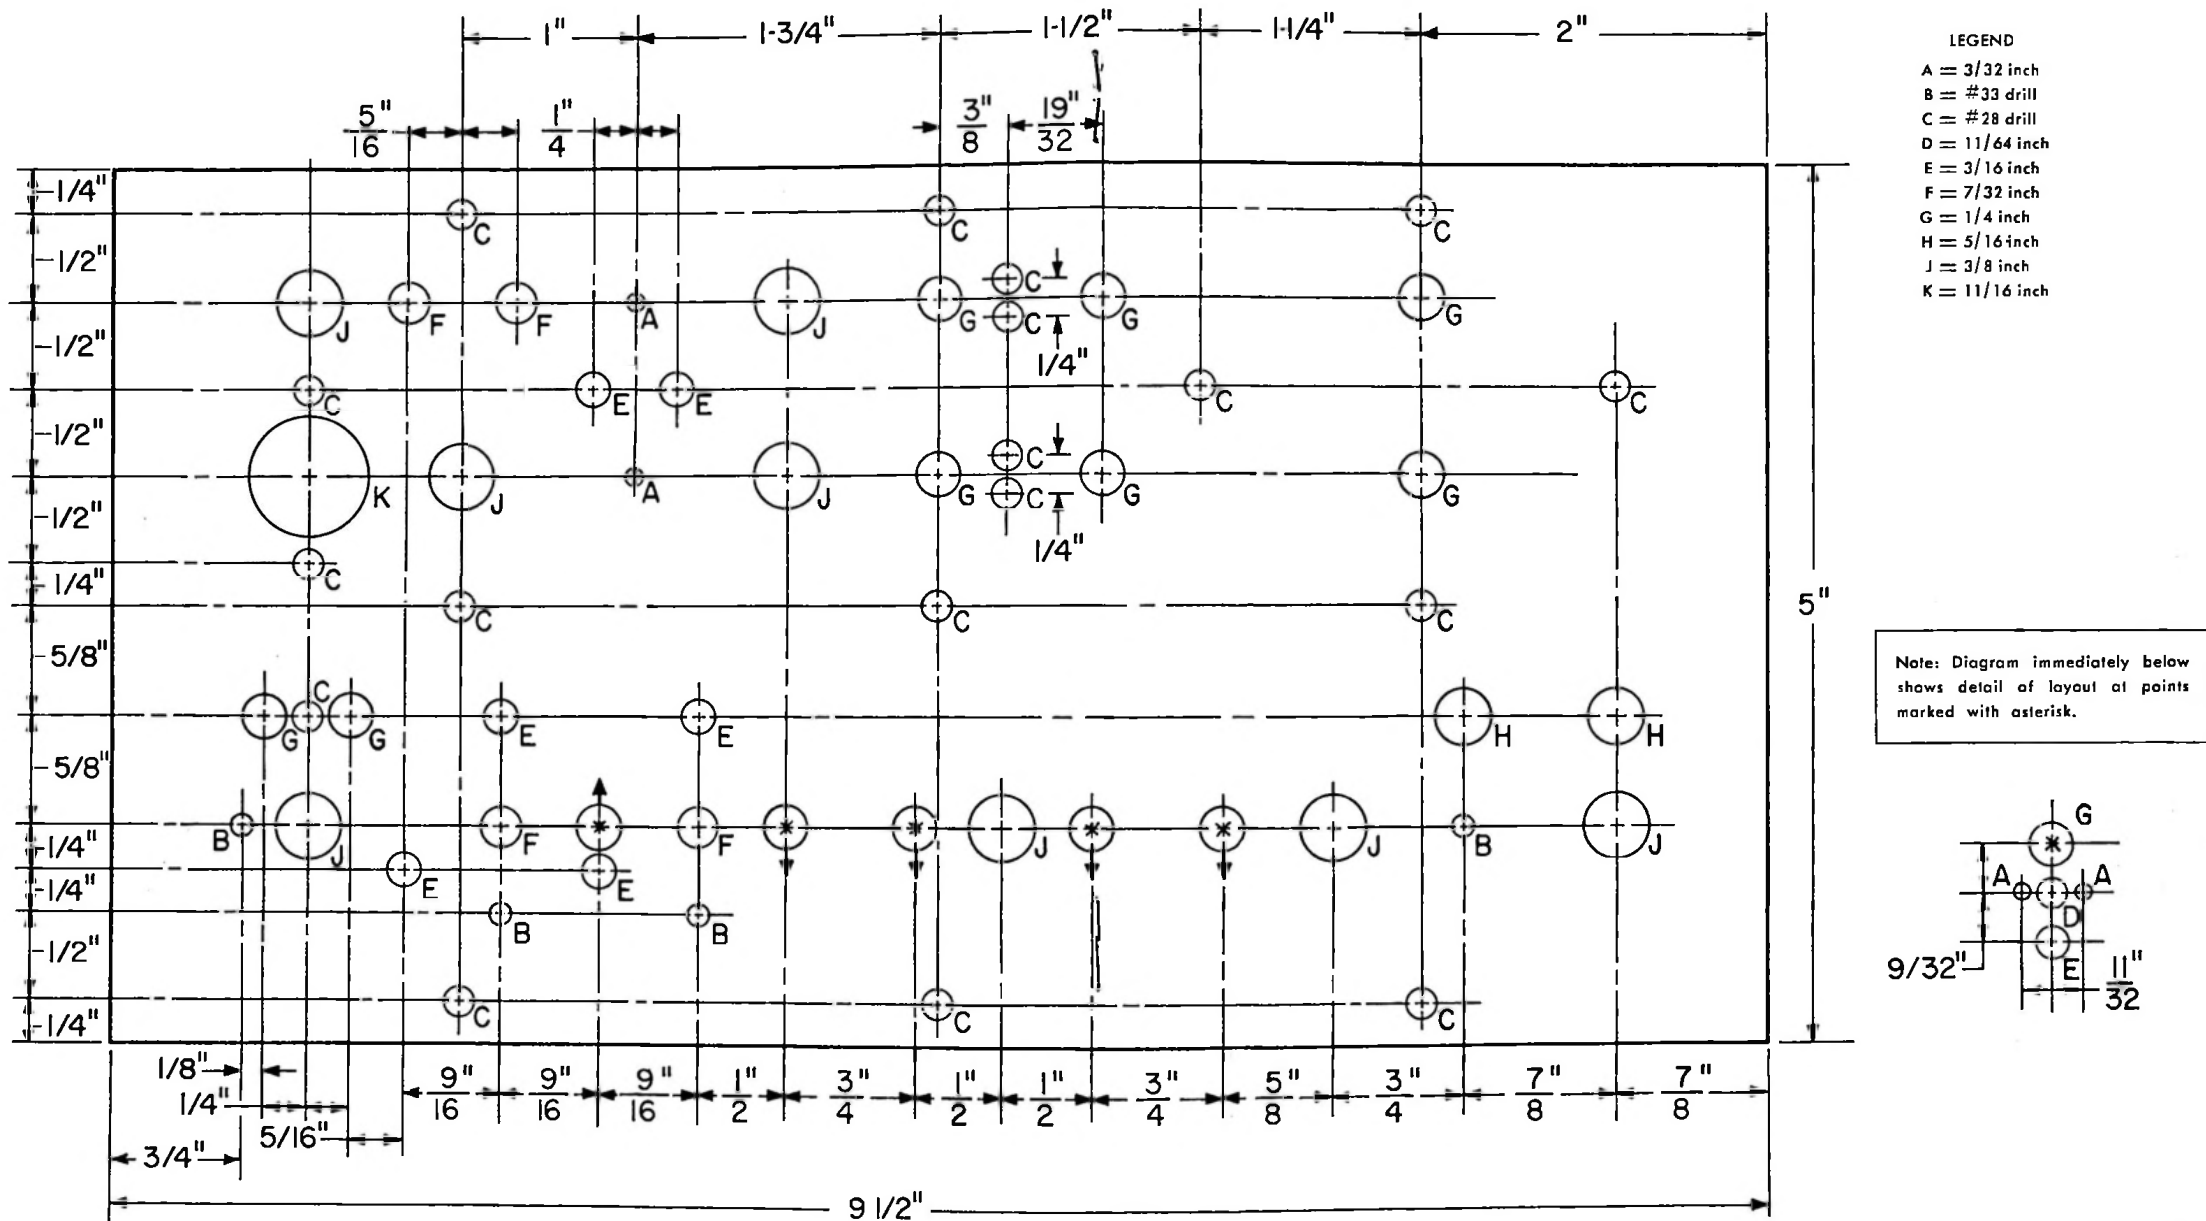 1" 1-3/4" 1-1/2" 1-1/4" 2"
5/16" 1/4" 3/8" 19/32"
LEGEND
A = 3/32 inch
B = #33 drill
C = #28 drill
D = 11/64 inch
E = 3/16 inch
F = 7/32 inch
G = 1/4 inch
H = 5/16 inch
J = 3/8 inch
K = 11/16 inch
1/4"
C C C
1/2"
C
J F F A J G C G G
1/2"
1/4"
C E E C C
1/2"
C
K J A J G C G G
1/2"
1/4"
C
1/4"
C C C
5"
5/8"
C
G G E E H H
5/8"
B J F * F * * J * * J B J
1/4"
E E
1/4"
B B
1/2"
C C C
1/4"
Note: Diagram immediately below
shows detail of layout at points
marked with asterisk.
G
*
A A
D
E
9/32" 11/32"
1/8" 9/16" 9/16" 9/16" 1/2" 3/4" 1/2" 1/2" 3/4" 5/8" 3/4" 7/8" 7/8"
1/4"
5/16"
3/4"
9 1/2"